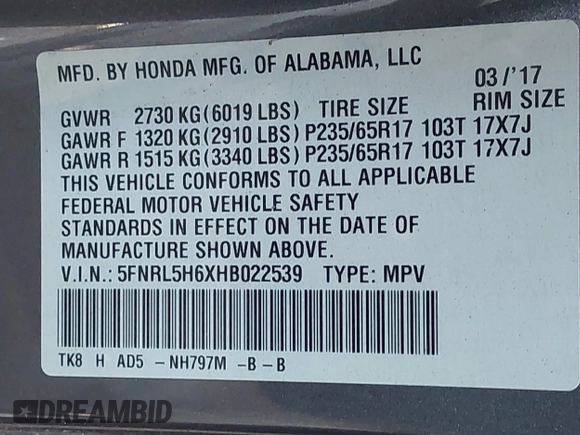 MFD. BY HONDA MFG. OF ALABAMA, LLC
03/'17
GVWR 2730 KG(6019 LBS) TIRE SIZE RIM SIZE
GAWR F 1320 KG(2910 LBS)P235/65R17 103T 17X7J
GAWR R 1515 KG(3340 LBS)P235/65R17 103T 17X7J
THIS VEHICLE CONFORMS TO ALL APPLICABLE
FEDERAL MOTOR VEHICLE SAFETY
STANDARDS IN EFFECT ON THE DATE OF
MANUFACTURE SHOWN ABOVE.
V.I.N.: 5FNRL5H6XHB022539 TYPE: MPV
TK8 H AD5 -NH797M -B-B
DREAMBID